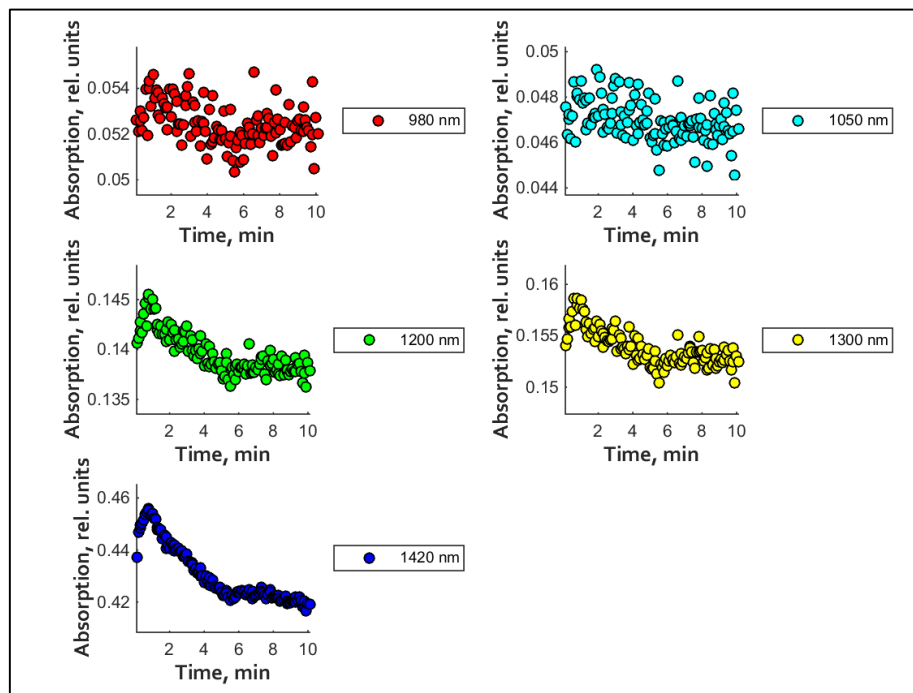 Absorption, rel. units
0.054
0.052
0.05
2 4 6 8 10
Time, min
980 nm
Absorption, rel. units
0.05
0.048
0.046
0.044
2 4 6 8 10
Time, min
1050 nm
Absorption, rel. units
0.145
0.14
0.135
2 4 6 8 10
Time, min
1200 nm
Absorption, rel. units
0.16
0.155
0.15
2 4 6 8 10
Time, min
1300 nm
Absorption, rel. units
0.46
0.44
0.42
2 4 6 8 10
Time, min
1420 nm